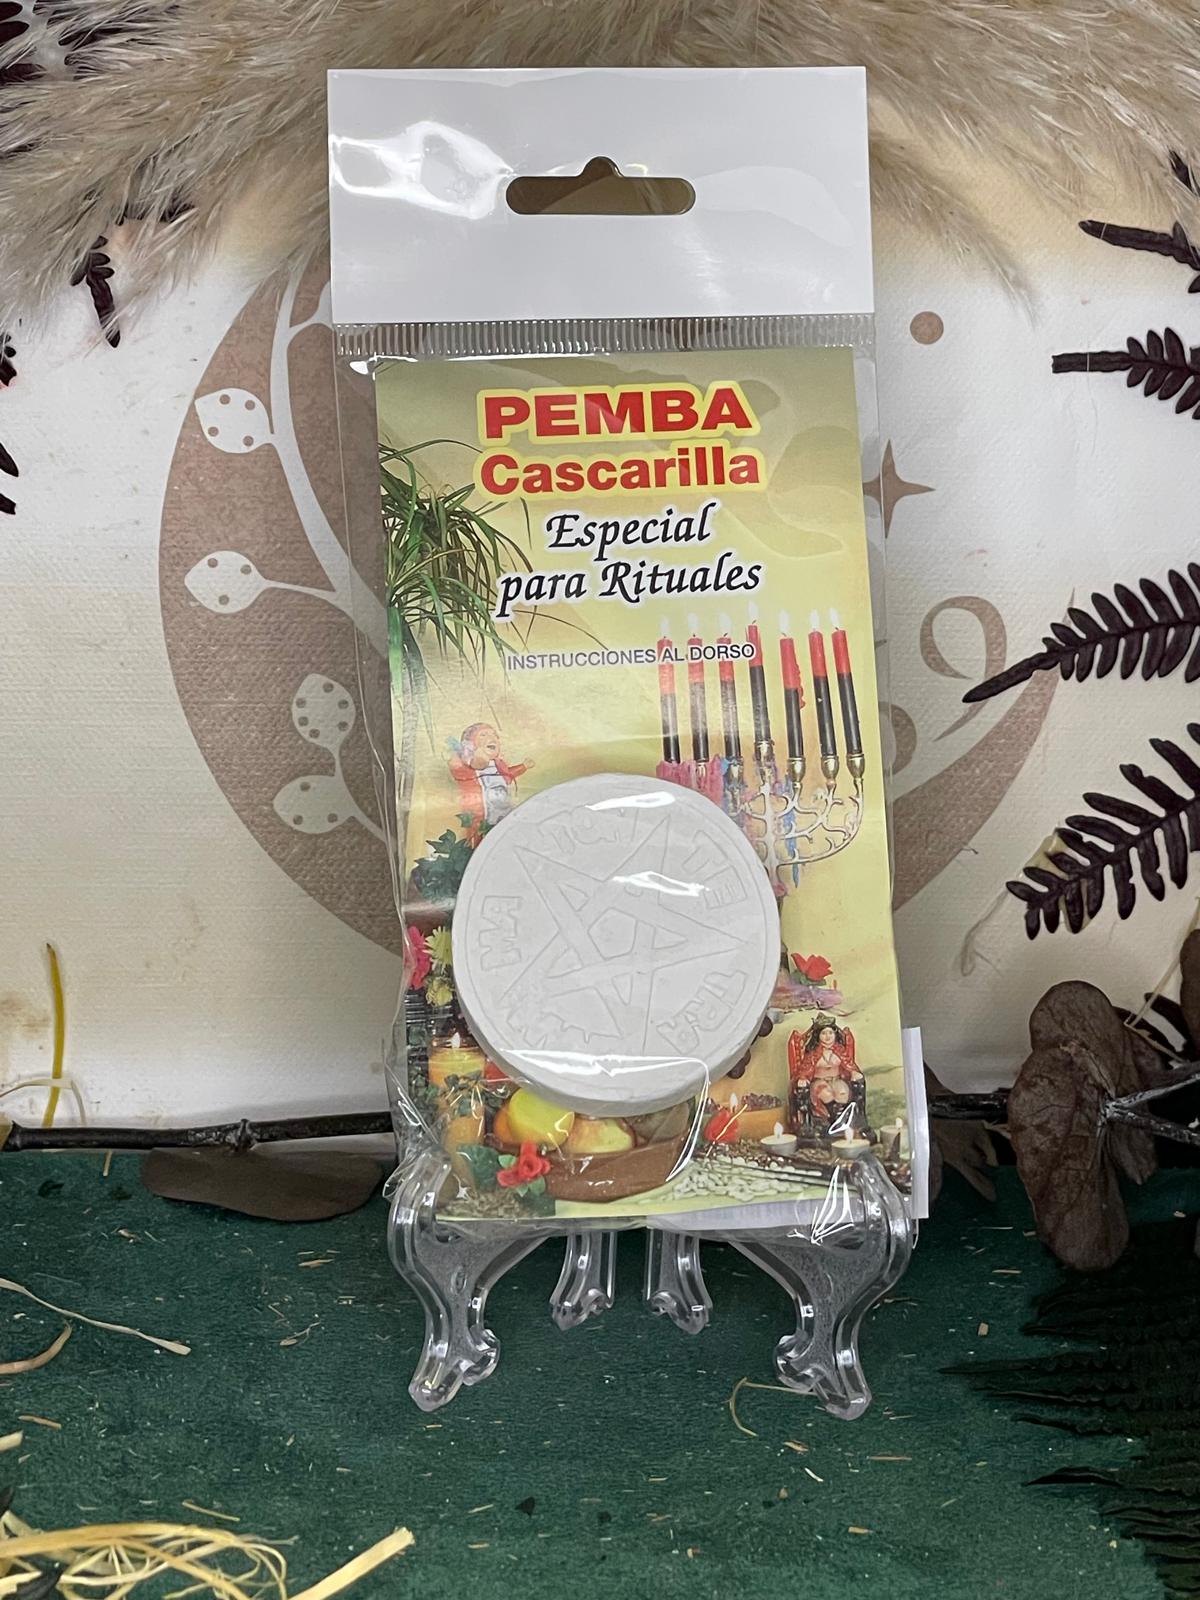 PEMBA
Cascarilla
Especial
para Rituales
INSTRUCCIONES AL DORSO